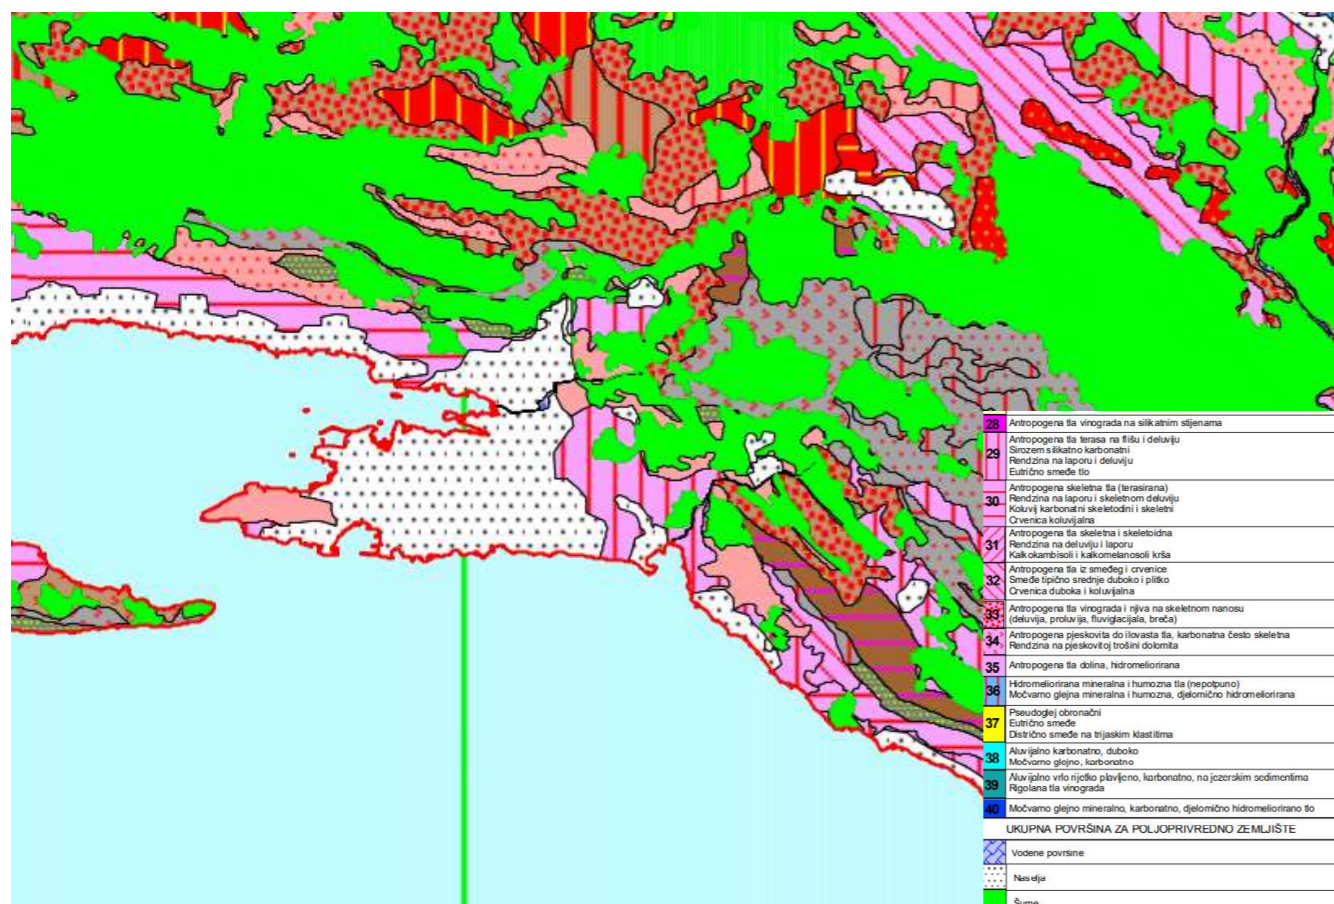 28 Antropogena tla vinograda na silikatnim stijenama
29 Antropogena tla terasa na flišu i deluviju
Sirozem silikatno karbonatni
Rendzina na laporu i deluviju
Eutrično smeđe tlo
30 Antropogena skeletna tla (terasirana)
Rendzina na laporu i skeletnom deluviju
Koluvij karbonatni skeletodini i skeletni
Crvenica koluvijalna
31 Antropogena tla skeletna i skeletoidna
Rendzina na deluviju i laporu
Kalkokambisoli i kalkomelanosoli krša
32 Antropogena tla iz smeđeg i crvenice
Smeđe tipično srednje duboko i plitko
Crvenica duboka i koluvijalna
33 Antropogena tla vinograda i njiva na skeletnom nanosu
(deluvija, proluvija, fluviglacijala, breča)
34 Antropogena pjeskovita do ilovasta tla, karbonatna često skeletna
Rendzina na pjeskovitoj trošini dolomita
35 Antropogena tla dolina, hidromeliorirana
36 Hidromeliorirana mineralna i humozna tla (nepotpuno)
Močvarno glejna mineralna i humozna, djelomično hidromeliorirana
37 Pseudoglej obronačni
Eutrično smeđe
Distrično smeđe na trijaskim klastitima
38 Aluvijalno karbonatno, duboko
Močvarno glejno, karbonatno
39 Aluvijalno vrlo rijetko plavljeno, karbonatno, na jezerskim sedimentima
Rigolana tla vinograda
40 Močvarno glejno mineralno, karbonatno, djelomično hidromeliorirano tlo
UKUPNA POVRŠINA ZA POLJOPRIVREDNO ZEMLJIŠTE
Vodene površine
Naselja
Šume